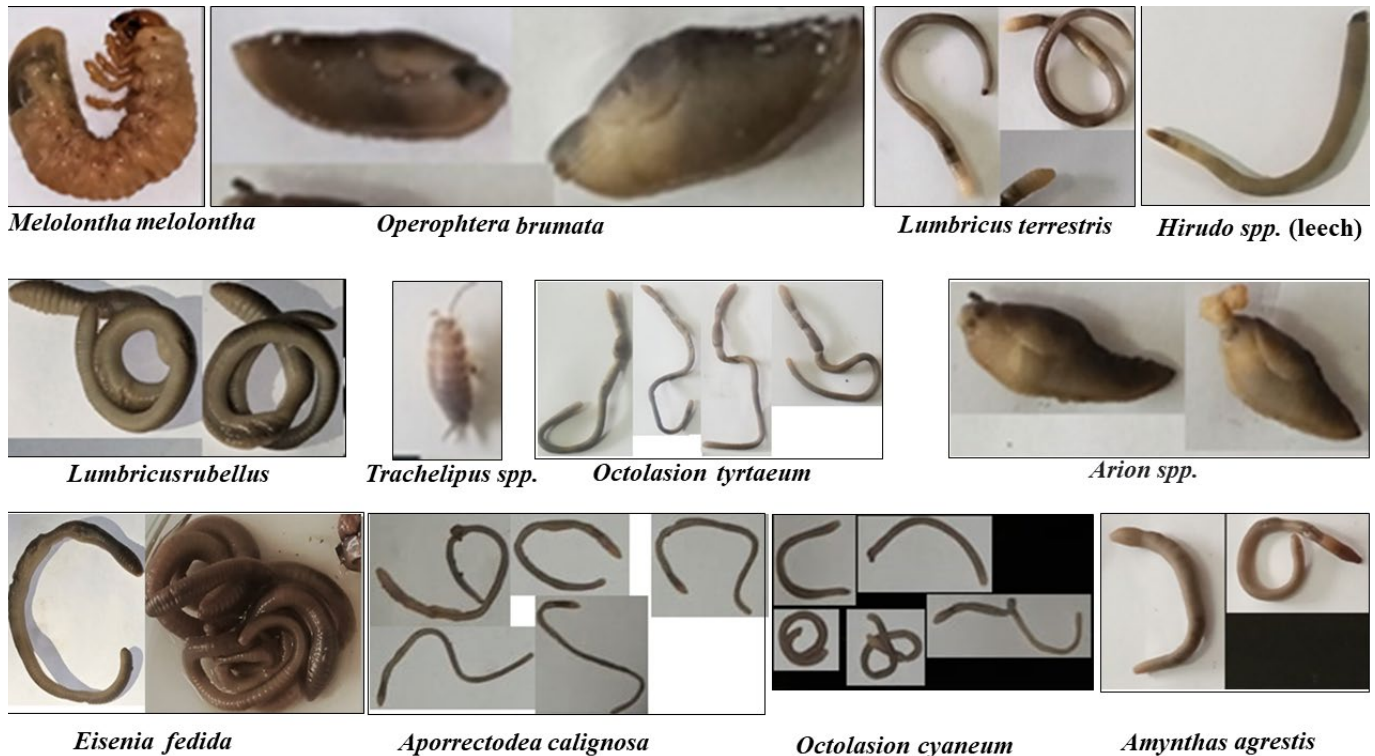 Melolontha melolontha
Operophtera brumata
Lumbricus terrestris
Hirudo spp. (leech)
Lumbricusrubellus
Trachelipus spp.
Octolasion tyrtaeum
Arion spp.
Eisenia fedida
Aporrectodea calignosa
Octolasion cyaneum
Amynthas agrestis